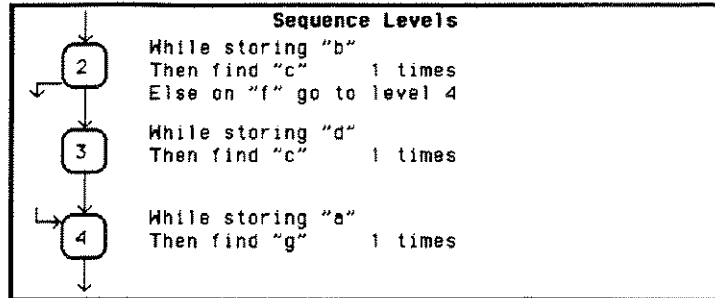 Sequence Levels
2
While storing "b"
Then find "c" 1 times
Else on "f" go to level 4
3
While storing "d"
Then find "c" 1 times
4
While storing "a"
Then find "g" 1 times